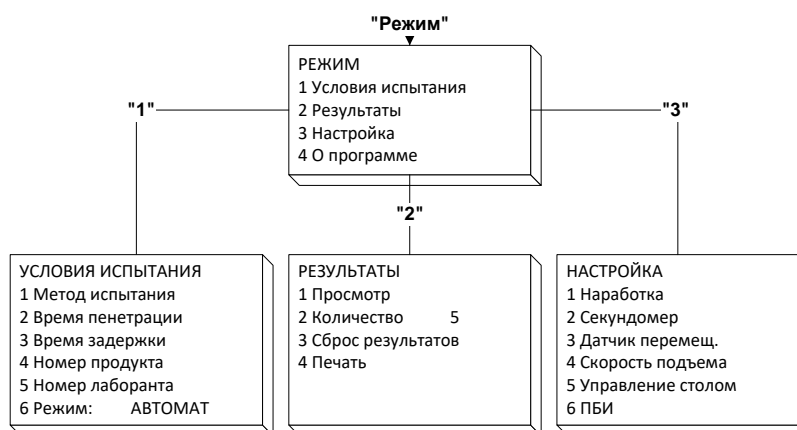 "Режим"
РЕЖИМ
1 Условия испытания
2 Результаты
3 Настройка
4 О программе
"1"
"3"
"2"
УСЛОВИЯ ИСПЫТАНИЯ
1 Метод испытания
2 Время пенетрации
3 Время задержки
4 Номер продукта
5 Номер лаборанта
6 Режим: АВТОМАТ
РЕЗУЛЬТАТЫ
1 Просмотр
2 Количество 5
3 Сброс результатов
4 Печать
НАСТРОЙКА
1 Наработка
2 Секундомер
3 Датчик перемещ.
4 Скорость подъема
5 Управление столом
6 ПБИ